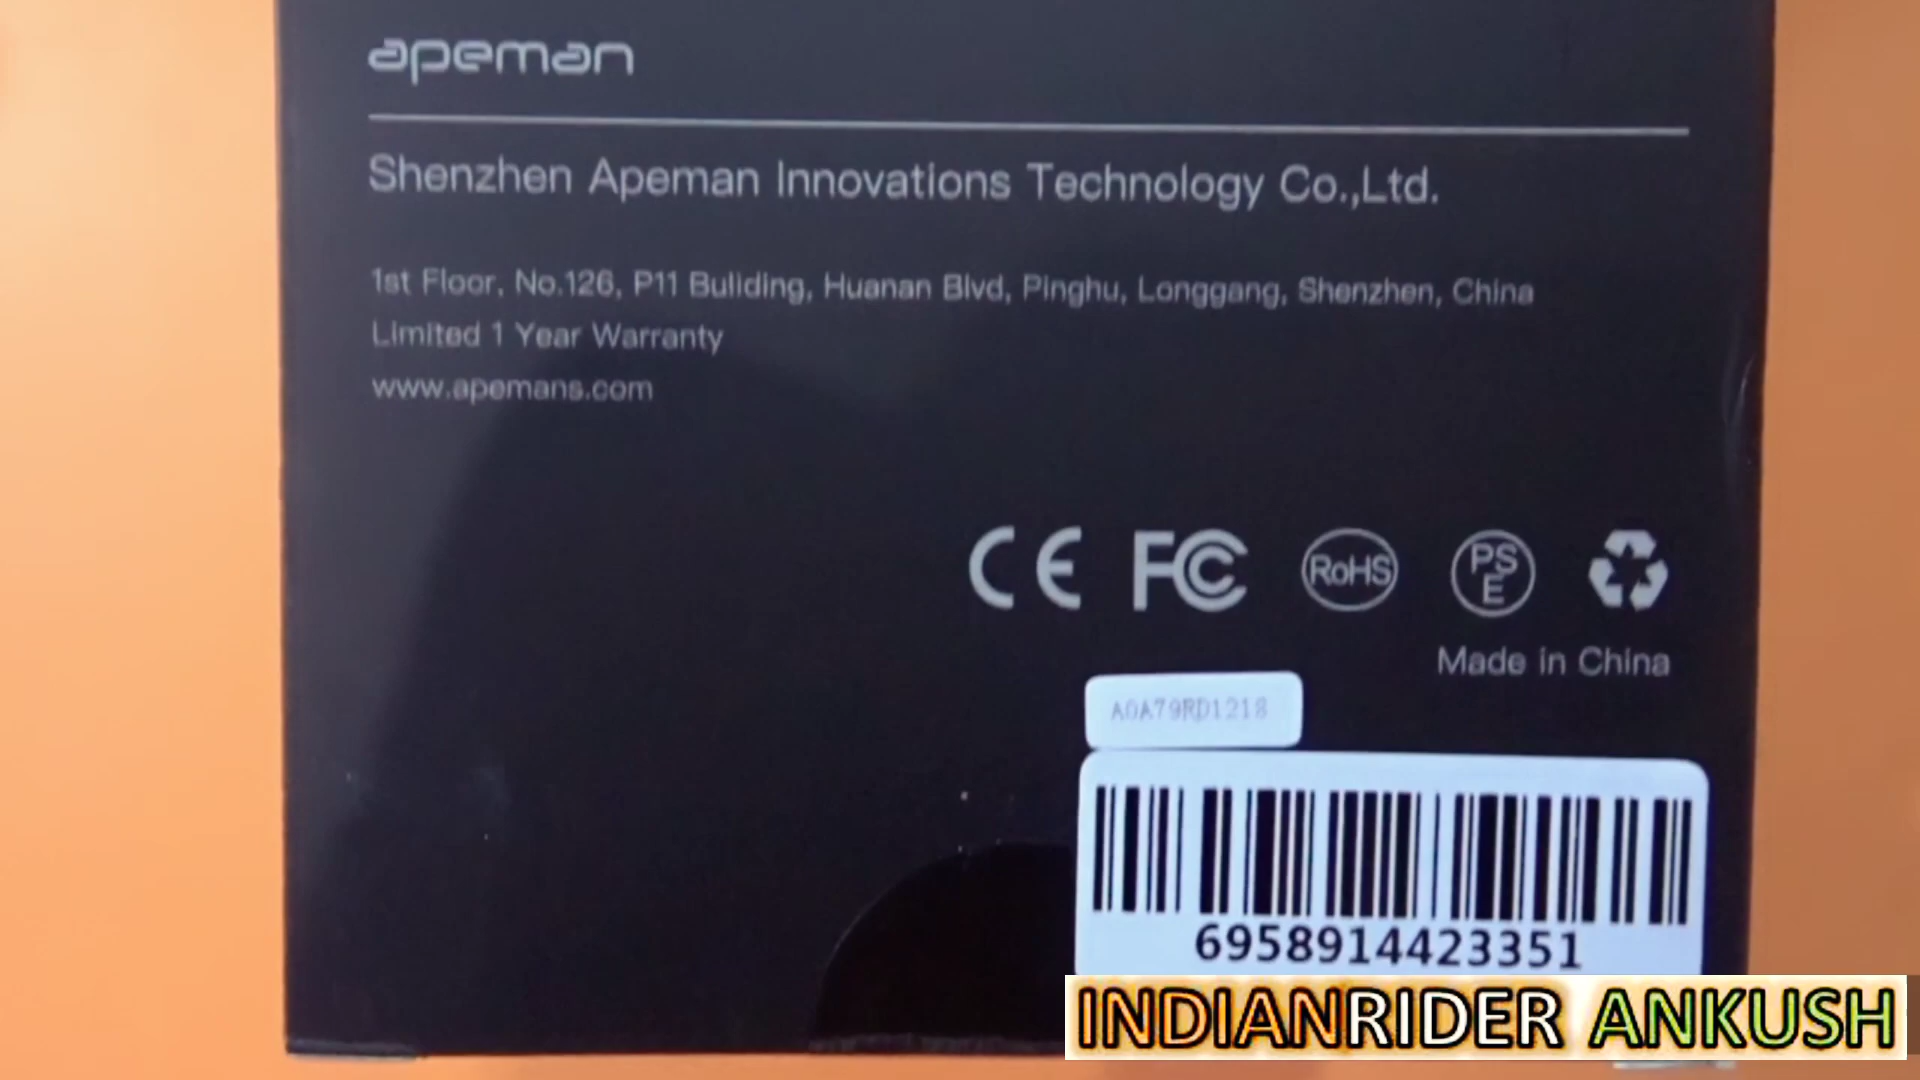 apeman
Shenzhen Apeman Innovations Technology Co.,Ltd.
1st Floor, No.126, P11 Buliding, Huanan Blvd, Pinghu, Longgang, Shenzhen, China
Limited 1 Year Warranty
www.apemans.com
CE FC RoHS PSE
Made in China
A0A79RD1218
6958914423351
INDIANRIDER ANKUSH